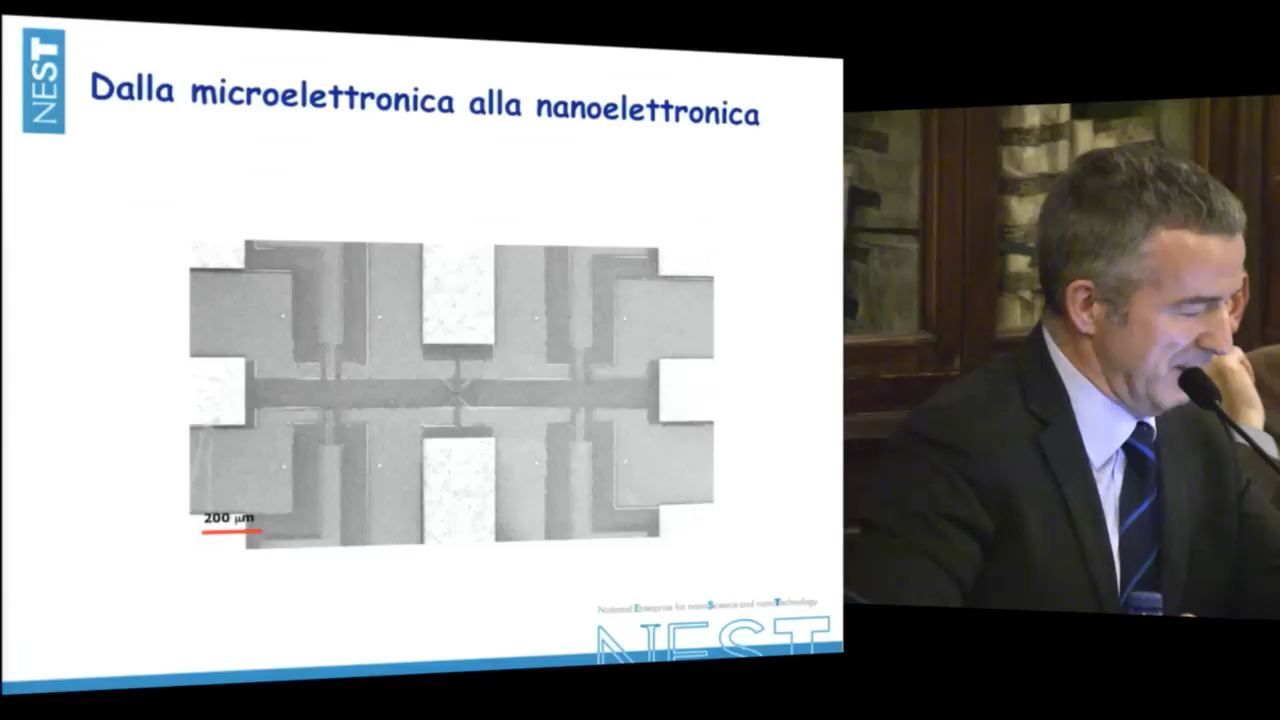 NEST
Dalla microelettronica alla nanoelettronica
200 μm
National Enterprise for nanoScience and nanoTechnology
NEST